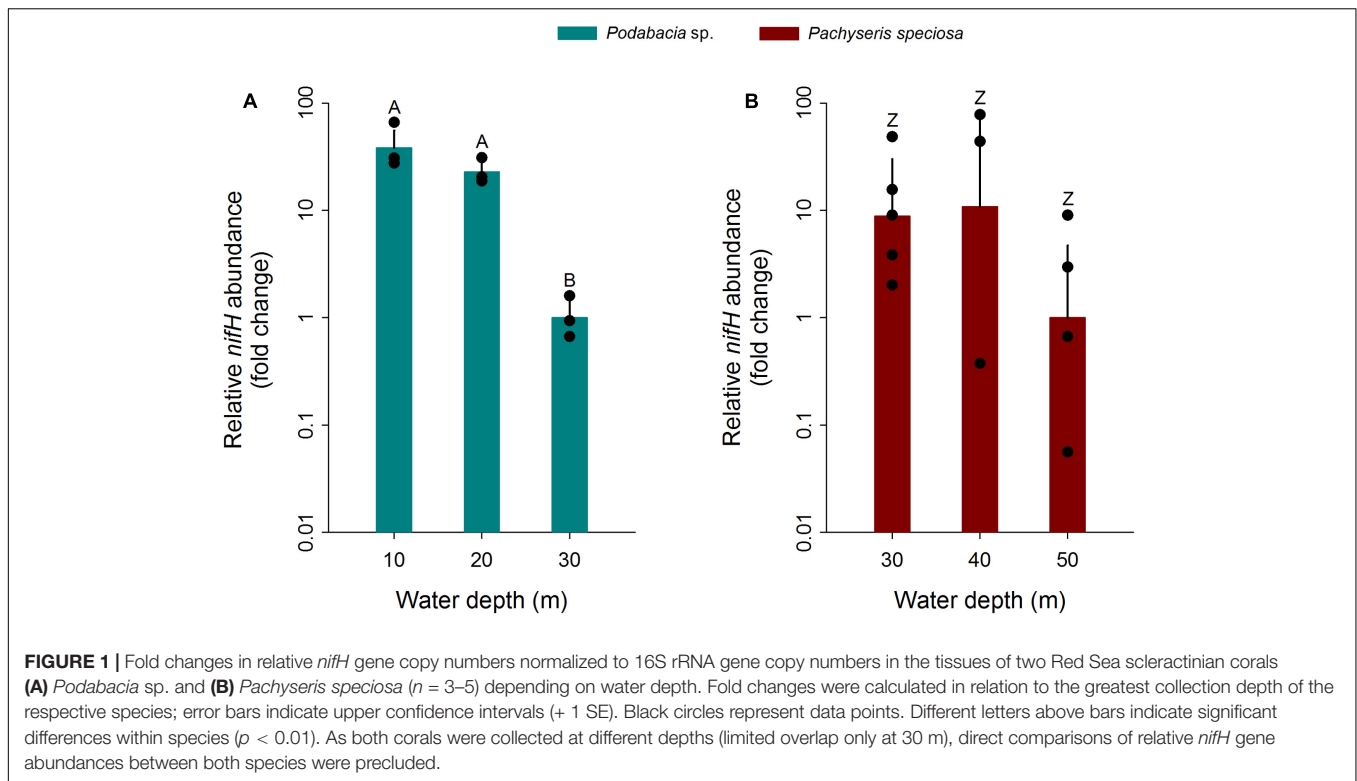 Podabacia sp. Pachyseris speciosa
A
Relative nifH abundance
(fold change)
100
10
1
0.1
0.01
A
A
B
10 20 30
Water depth (m)
B
Relative nifH abundance
(fold change)
100
10
1
0.1
0.01
Z
Z
Z
30 40 50
Water depth (m)
FIGURE 1 | Fold changes in relative nifH gene copy numbers normalized to 16S rRNA gene copy numbers in the tissues of two Red Sea scleractinian corals
(A) Podabacia sp. and (B) Pachyseris speciosa (n = 3–5) depending on water depth. Fold changes were calculated in relation to the greatest collection depth of the
respective species; error bars indicate upper confidence intervals (+ 1 SE). Black circles represent data points. Different letters above bars indicate significant
differences within species (p < 0.01). As both corals were collected at different depths (limited overlap only at 30 m), direct comparisons of relative nifH gene
abundances between both species were precluded.